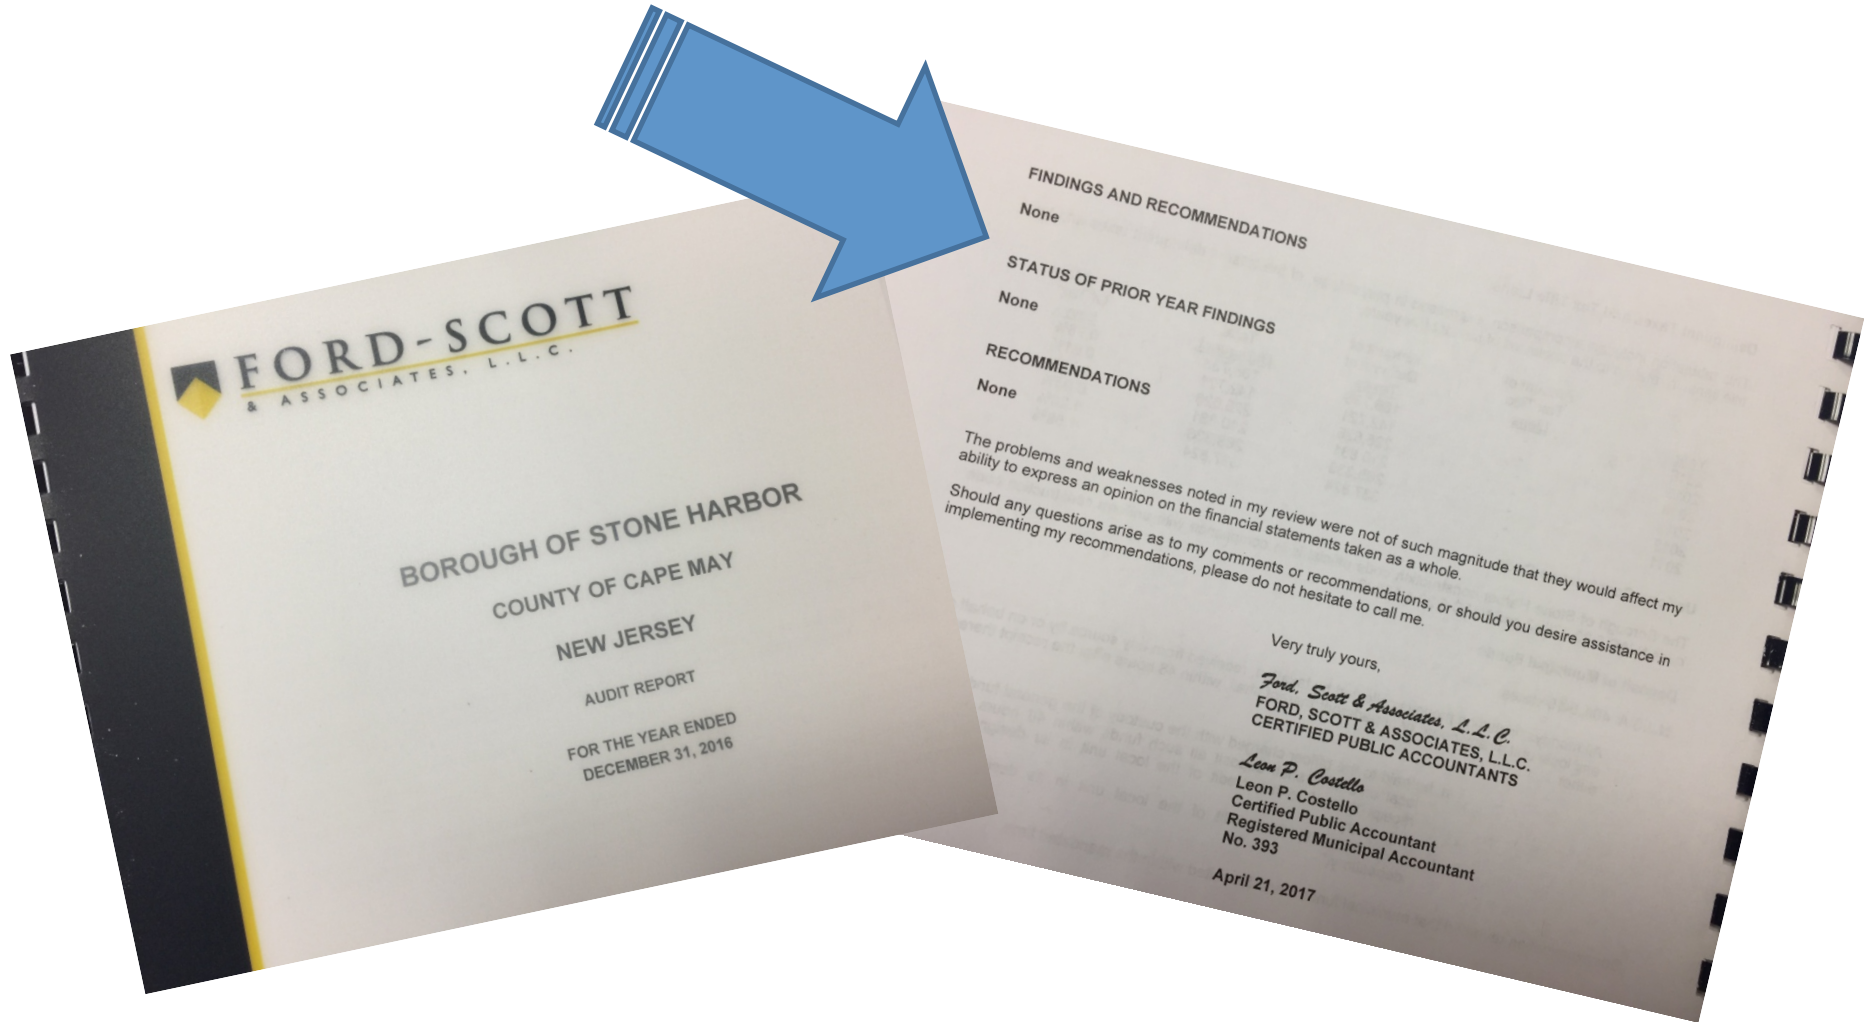 FORD-SCOTT
& ASSOCIATES, L.L.C.
BOROUGH OF STONE HARBOR
COUNTY OF CAPE MAY
NEW JERSEY
AUDIT REPORT
FOR THE YEAR ENDED
DECEMBER 31, 2016
FINDINGS AND RECOMMENDATIONS
None
STATUS OF PRIOR YEAR FINDINGS
None
RECOMMENDATIONS
None
The problems and weaknesses noted in my review were not of such magnitude that they would affect my
ability to express an opinion on the financial statements taken as a whole.
Should any questions arise as to my comments or recommendations, or should you desire assistance in
implementing my recommendations, please do not hesitate to call me.
Very truly yours,
Ford, Scott & Associates, L.L.C.
FORD, SCOTT & ASSOCIATES, L.L.C.
CERTIFIED PUBLIC ACCOUNTANTS
Leon P. Costello
Leon P. Costello
Certified Public Accountant
Registered Municipal Accountant
No. 393
April 21, 2017